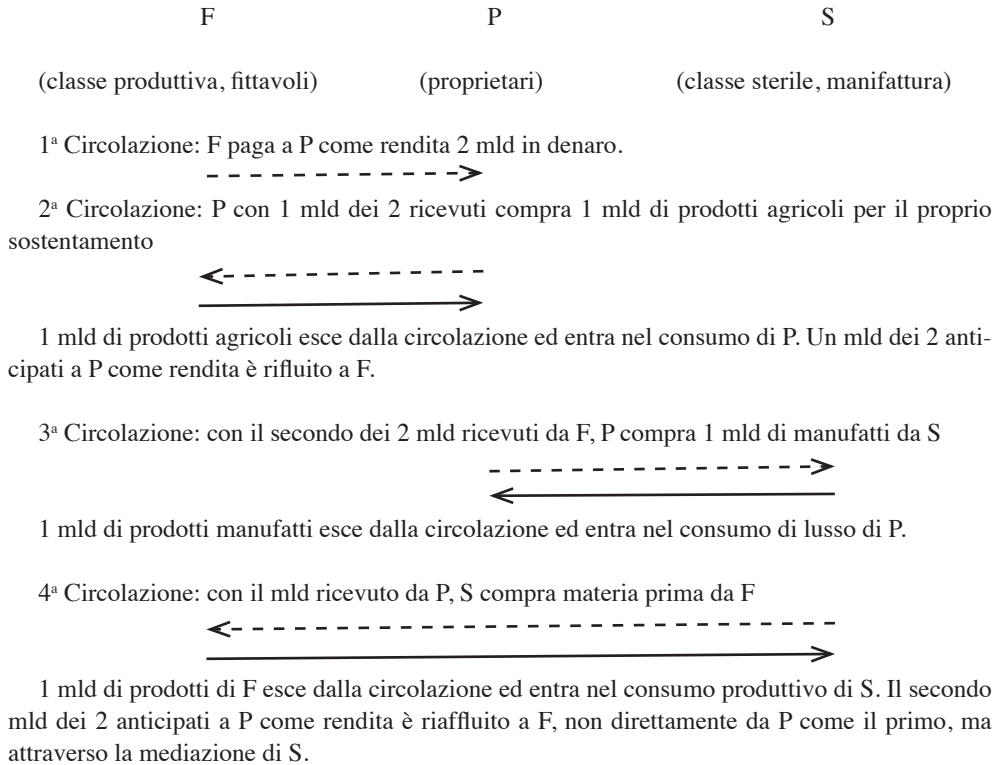 F P S
(classe produttiva, fittavoli) (proprietari) (classe sterile, manifattura)
1ª Circolazione: F paga a P come rendita 2 mld in denaro.
2ª Circolazione: P con 1 mld dei 2 ricevuti compra 1 mld di prodotti agricoli per il proprio
sostentamento
1 mld di prodotti agricoli esce dalla circolazione ed entra nel consumo di P. Un mld dei 2 anti-
cipati a P come rendita è rifluito a F.
3ª Circolazione: con il secondo dei 2 mld ricevuti da F, P compra 1 mld di manufatti da S
1 mld di prodotti manufatti esce dalla circolazione ed entra nel consumo di lusso di P.
4ª Circolazione: con il mld ricevuto da P, S compra materia prima da F
1 mld di prodotti di F esce dalla circolazione ed entra nel consumo produttivo di S. Il secondo
mld dei 2 anticipati a P come rendita è riaffluito a F, non direttamente da P come il primo, ma
attraverso la mediazione di S.